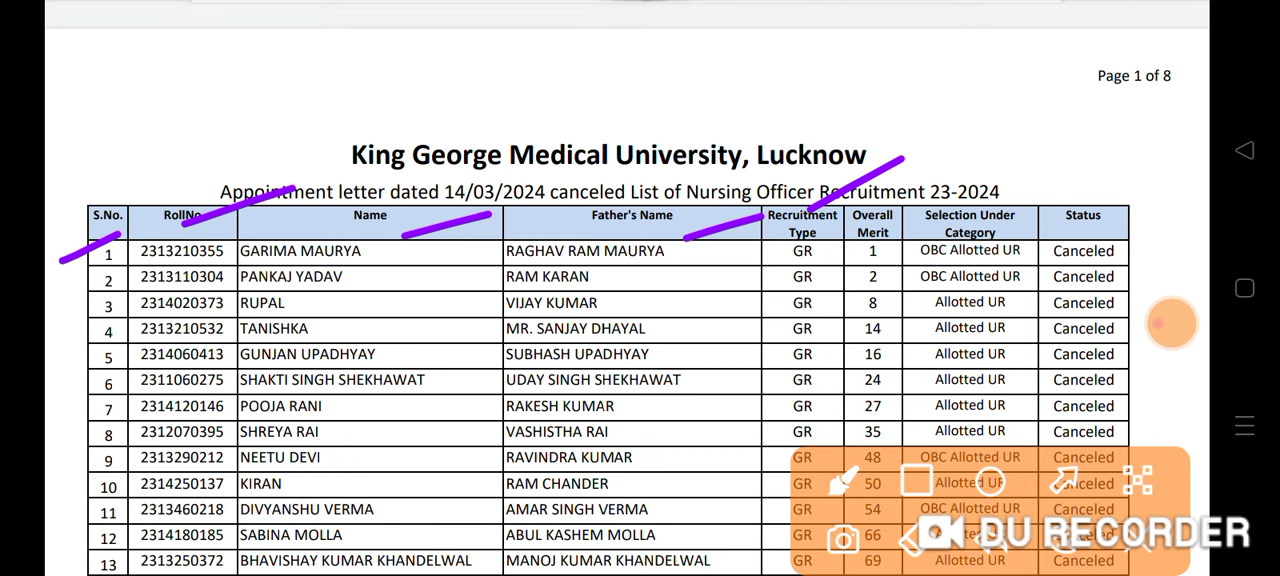 Page 1 of 8
King George Medical University, Lucknow
Appointment letter dated 14/03/2024 canceled List of Nursing Officer Recruitment 23-2024
S.No. RollNo Name Father's Name Recruitment Type Overall Merit Selection Under Category Status
1 2313210355 GARIMA MAURYA RAGHAV RAM MAURYA GR 1 OBC Allotted UR Canceled
2 2313110304 PANKAJ YADAV RAM KARAN GR 2 OBC Allotted UR Canceled
3 2314020373 RUPAL VIJAY KUMAR GR 8 Allotted UR Canceled
4 2313210532 TANISHKA MR. SANJAY DHAYAL GR 14 Allotted UR Canceled
5 2314060413 GUNJAN UPADHYAY SUBHASH UPADHYAY GR 16 Allotted UR Canceled
6 2311060275 SHAKTI SINGH SHEKHAWAT UDAY SINGH SHEKHAWAT GR 24 Allotted UR Canceled
7 2314120146 POOJA RANI RAKESH KUMAR GR 27 Allotted UR Canceled
8 2312070395 SHREYA RAI VASHISTHA RAI GR 35 Allotted UR Canceled
9 2313290212 NEETU DEVI RAVINDRA KUMAR GR 48 OBC Allotted UR Canceled
10 2314250137 KIRAN RAM CHANDER GR 50 Allotted UR Canceled
11 2313460218 DIVYANSHU VERMA AMAR SINGH VERMA GR 54 OBC Allotted UR Canceled
12 2314180185 SABINA MOLLA ABUL KASHEM MOLLA GR 66
13 2313250372 BHAVISHAY KUMAR KHANDELWAL MANOJ KUMAR KHANDELWAL GR 69 Allotted UR Canceled
DU RECORDER